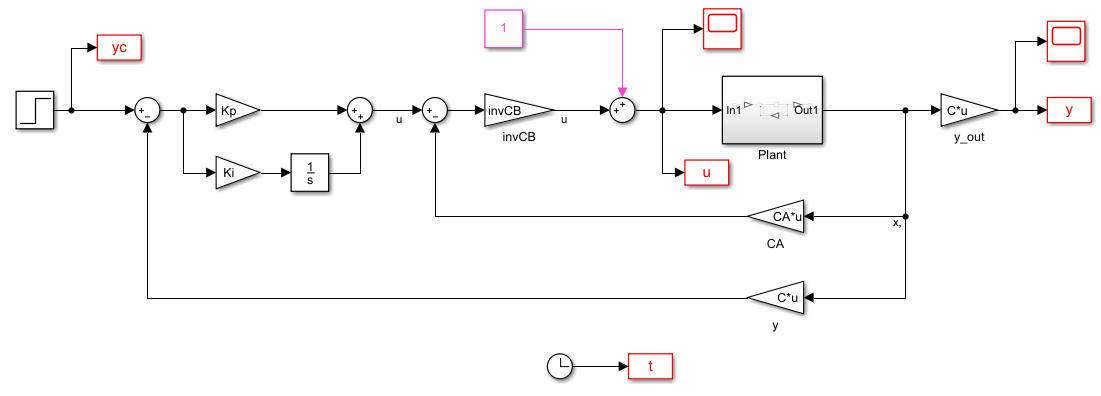 yc
1
Kp
u
invCB
invCB
u
In1
Out1
Plant
C*u
y_out
y
Ki
1
s
u
CA*u
CA
x,
C*u
y
t